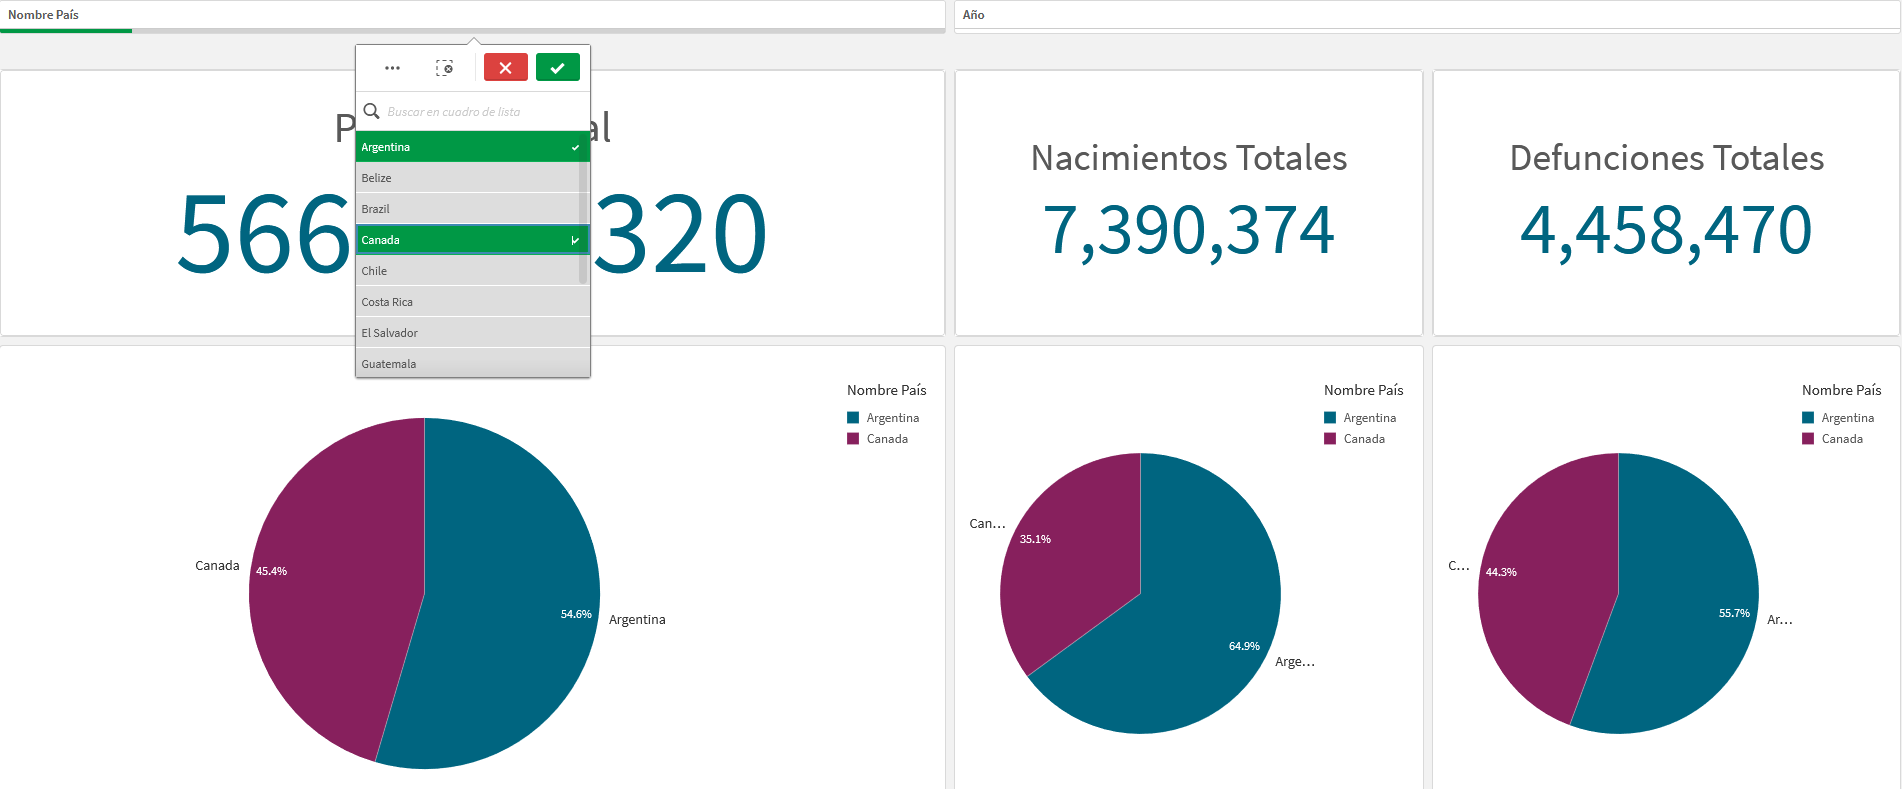 Nombre País
Año
Buscar en cuadro de lista
Argentina
Belize
Brazil
Canada
Chile
Costa Rica
El Salvador
Guatemala
566
320
Nacimientos Totales
7,390,374
Defunciones Totales
4,458,470
Nombre País
Argentina
Canada
Canada
45.4%
54.6%
Argentina
Nombre País
Argentina
Canada
Can...
35.1%
64.9%
Arge...
Nombre País
Argentina
Canada
C...
44.3%
55.7%
Ar...